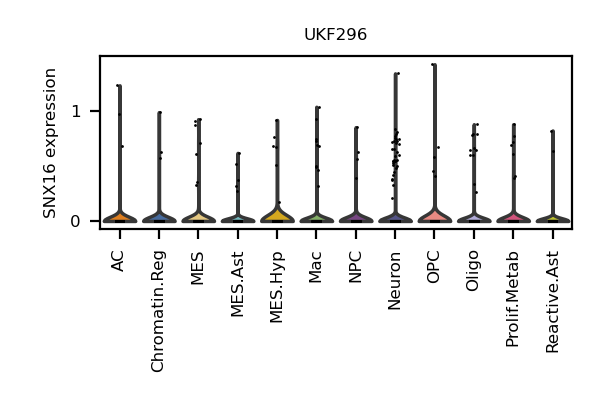 UKF296
SNX16 expression
1
0
AC
Chromatin.Reg
MES
MES.Ast
MES.Hyp
Mac
NPC
Neuron
OPC
Oligo
Prolif.Metab
Reactive.Ast